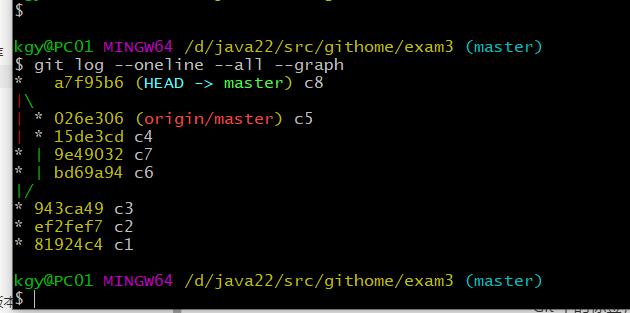 $
kgy@PC01 MINGW64 /d/java22/src/githome/exam3 (master)
$ git log --oneline --all --graph
*   a7f95b6 (HEAD -> master) c8
|\
| * 026e306 (origin/master) c5
| * 15de3cd c4
* | 9e49032 c7
* | bd69a94 c6
|/
* 943ca49 c3
* ef2fef7 c2
* 81924c4 c1
kgy@PC01 MINGW64 /d/java22/src/githome/exam3 (master)
$